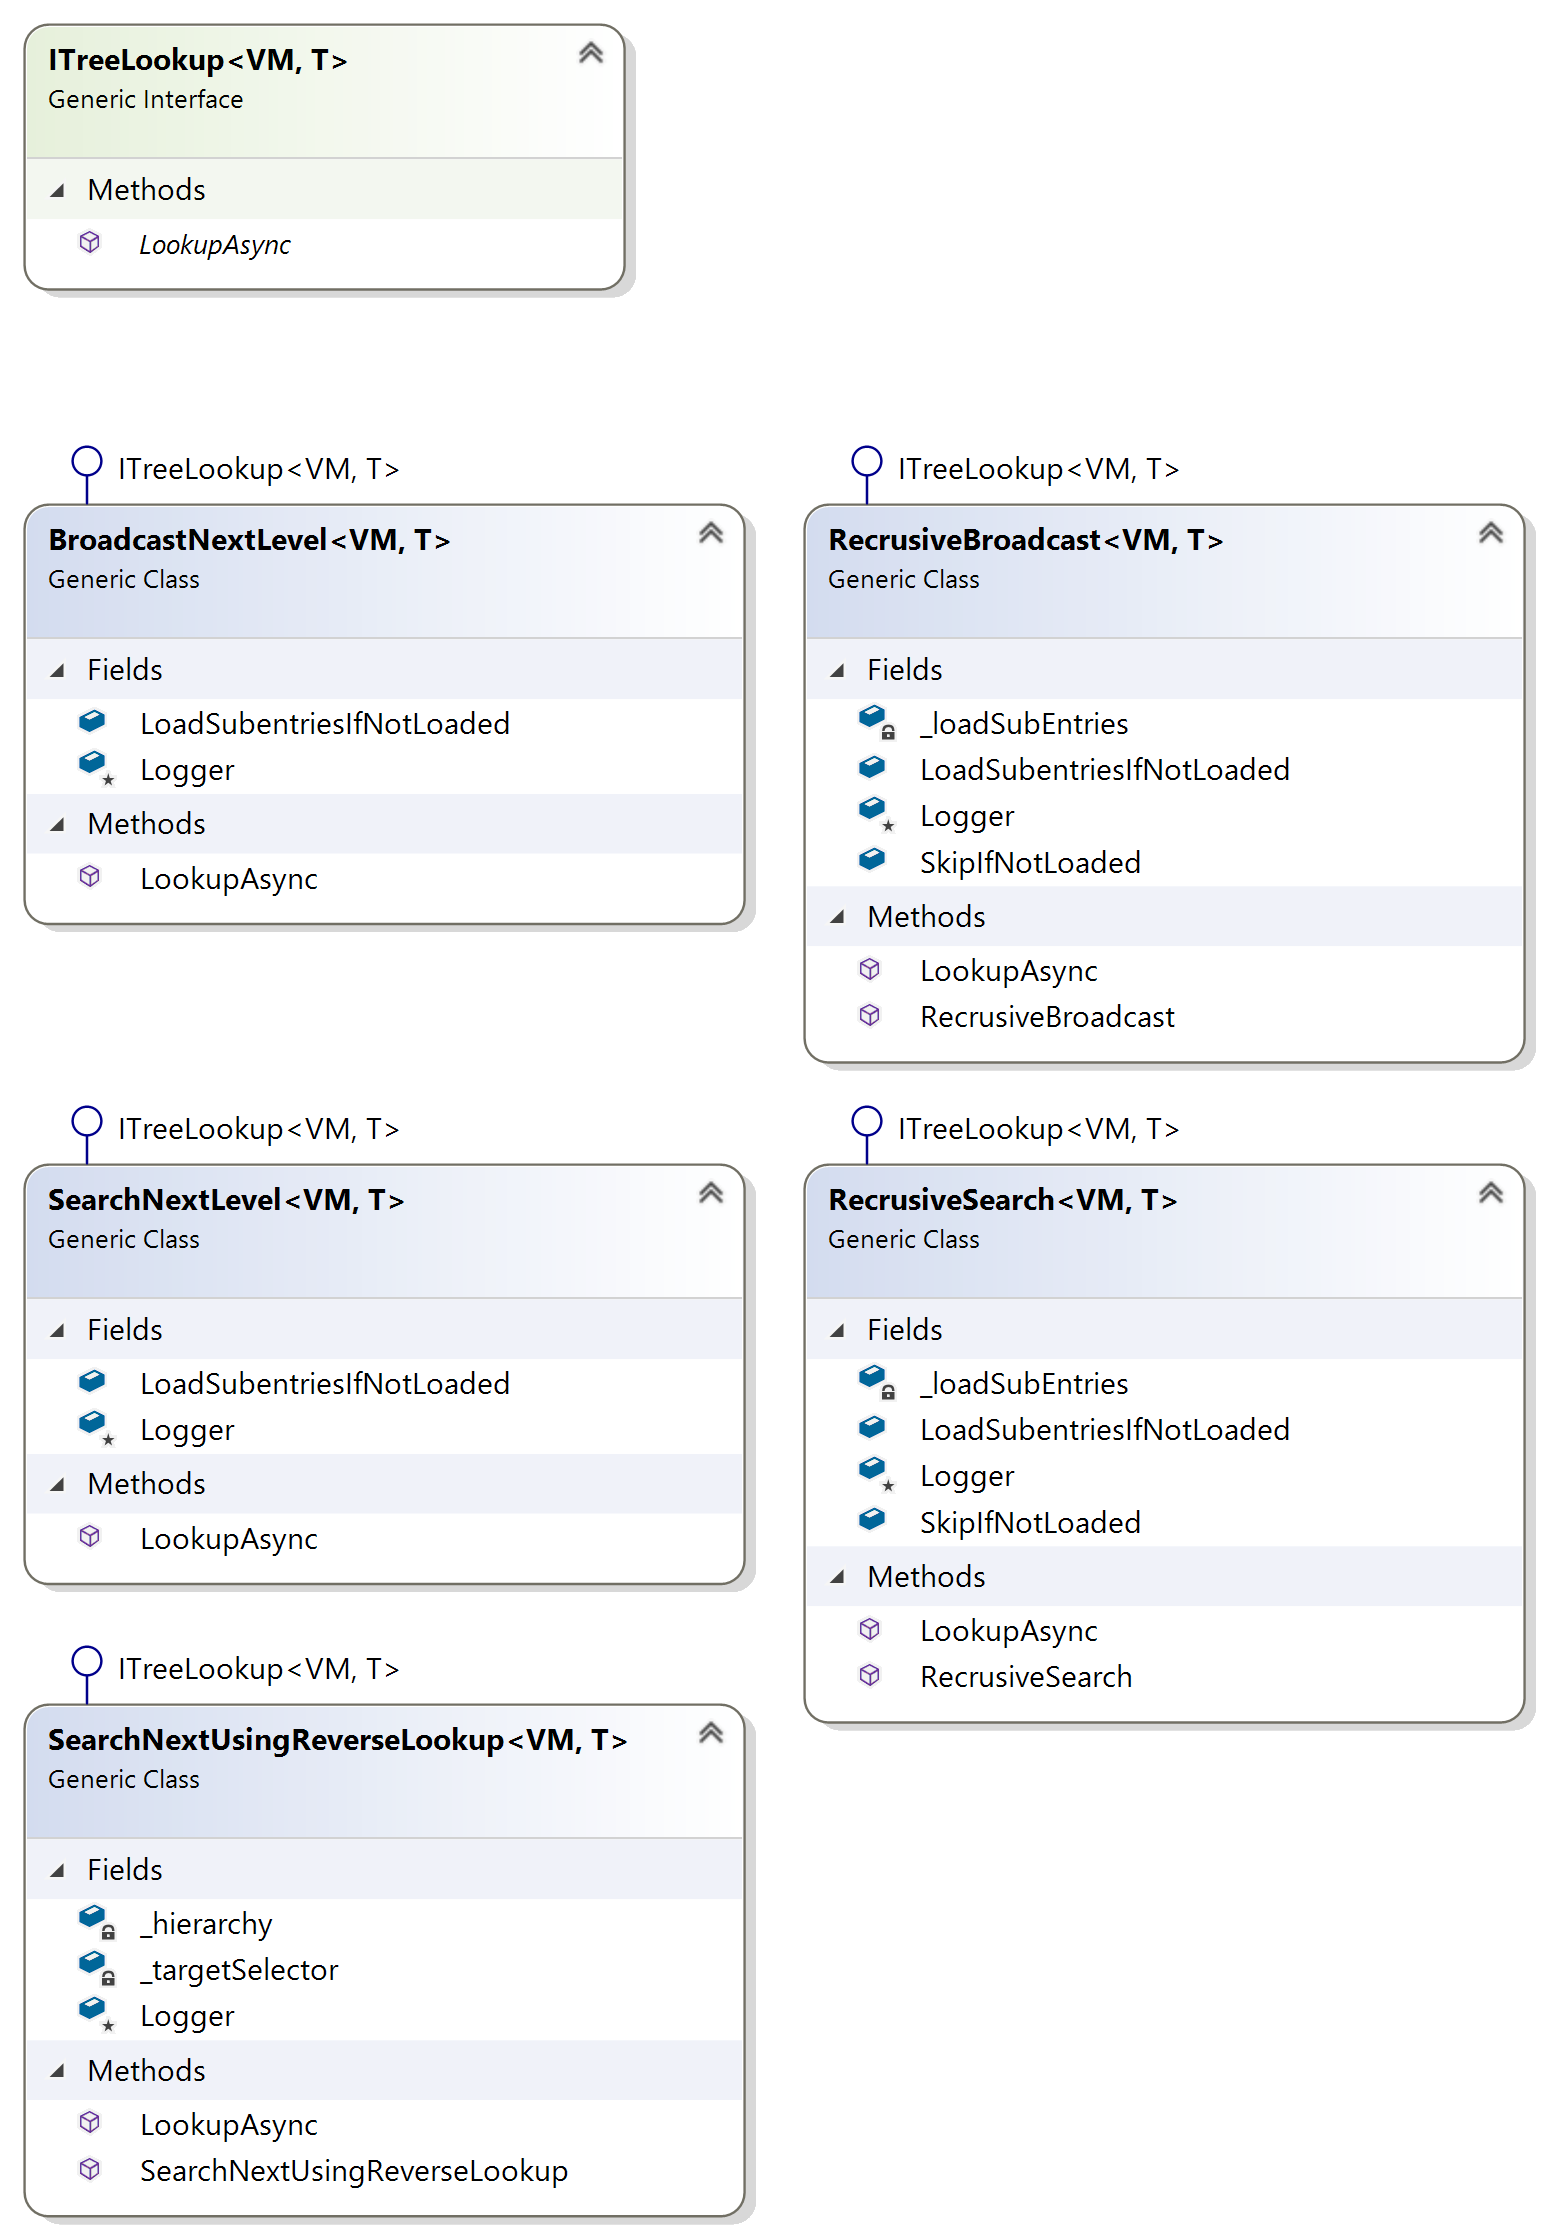 ITreeLookup<VM, T>
Generic Interface
Methods
LookupAsync
ITreeLookup<VM, T>
BroadcastNextLevel<VM, T>
Generic Class
Fields
LoadSubentriesIfNotLoaded
Logger
Methods
LookupAsync
ITreeLookup<VM, T>
RecrusiveBroadcast<VM, T>
Generic Class
Fields
_loadSubEntries
LoadSubentriesIfNotLoaded
Logger
SkipIfNotLoaded
Methods
LookupAsync
RecrusiveBroadcast
ITreeLookup<VM, T>
SearchNextLevel<VM, T>
Generic Class
Fields
LoadSubentriesIfNotLoaded
Logger
Methods
LookupAsync
ITreeLookup<VM, T>
RecrusiveSearch<VM, T>
Generic Class
Fields
_loadSubEntries
LoadSubentriesIfNotLoaded
Logger
SkipIfNotLoaded
Methods
LookupAsync
RecrusiveSearch
ITreeLookup<VM, T>
SearchNextUsingReverseLookup<VM, T>
Generic Class
Fields
_hierarchy
_targetSelector
Logger
Methods
LookupAsync
SearchNextUsingReverseLookup